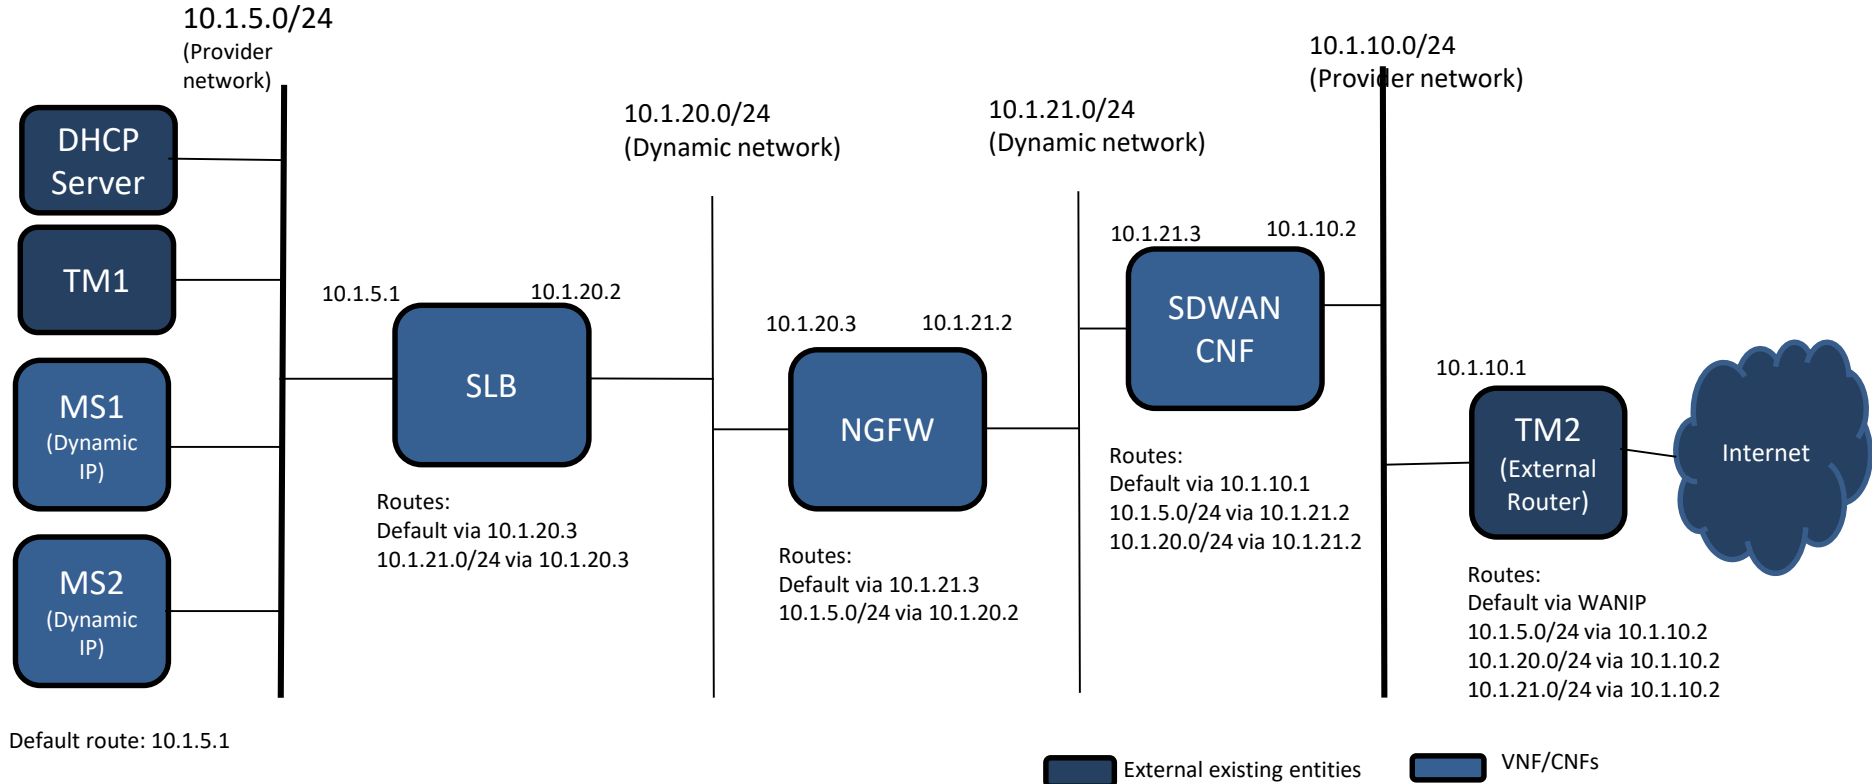 10.1.5.0/24
(Provider
network)
10.1.20.0/24
(Dynamic network)
10.1.21.0/24
(Dynamic network)
10.1.10.0/24
(Provider network)
DHCP
Server
TM1
MS1
(Dynamic
IP)
MS2
(Dynamic
IP)
Default route: 10.1.5.1
10.1.5.1
10.1.20.2
SLB
Routes:
Default via 10.1.20.3
10.1.21.0/24 via 10.1.20.3
10.1.20.3
10.1.21.2
NGFW
Routes:
Default via 10.1.21.3
10.1.5.0/24 via 10.1.20.2
10.1.21.3
10.1.10.2
SDWAN
CNF
Routes:
Default via 10.1.10.1
10.1.5.0/24 via 10.1.21.2
10.1.20.0/24 via 10.1.21.2
10.1.10.1
TM2
(External
Router)
Routes:
Default via WANIP
10.1.5.0/24 via 10.1.10.2
10.1.20.0/24 via 10.1.10.2
10.1.21.0/24 via 10.1.10.2
Internet
External existing entities
VNF/CNFs